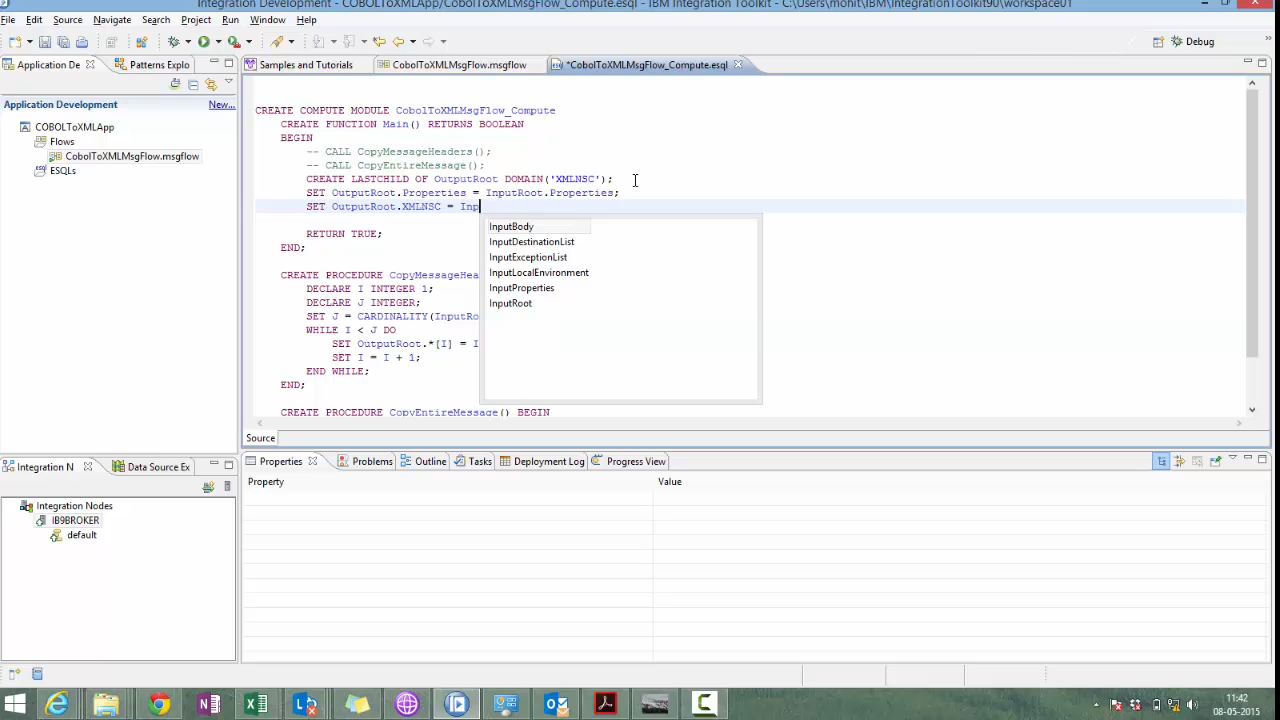 Integration Development - COBOLToXMLApp/CobolToXMLMsgFlow_Compute.esql - IBM Integration Toolkit - C:\Users\mohit\IBM\IntegrationToolkit90\workspace01
File Edit Source Navigate Search Project Run Window Help
Debug
Application De Patterns Explo Samples and Tutorials CobolToXMLMsgFlow.msgflow *CobolToXMLMsgFlow_Compute.esql
Application Development New...
COBOLToXMLApp
Flows
CobolToXMLMsgFlow.msgflow
ESQLs
CREATE COMPUTE MODULE CobolToXMLMsgFlow_Compute
CREATE FUNCTION Main() RETURNS BOOLEAN
BEGIN
-- CALL CopyMessageHeaders();
-- CALL CopyEntireMessage();
CREATE LASTCHILD OF OutputRoot DOMAIN('XMLNSC');
SET OutputRoot.Properties = InputRoot.Properties;
SET OutputRoot.XMLNSC = Inp
InputBody
InputDestinationList
InputExceptionList
InputLocalEnvironment
InputProperties
InputRoot
RETURN TRUE;
END;
CREATE PROCEDURE CopyMessageHea
DECLARE I INTEGER 1;
DECLARE J INTEGER;
SET J = CARDINALITY(InputRo
WHILE I < J DO
SET OutputRoot.*[I] = I
SET I = I + 1;
END WHILE;
END;
CREATE PROCEDURE CopyEntireMessage() BEGIN
Source
Integration N Data Source Ex
Integration Nodes
IB9BROKER
default
Properties Problems Outline Tasks Deployment Log Progress View
Property Value
11:42
08-05-2015